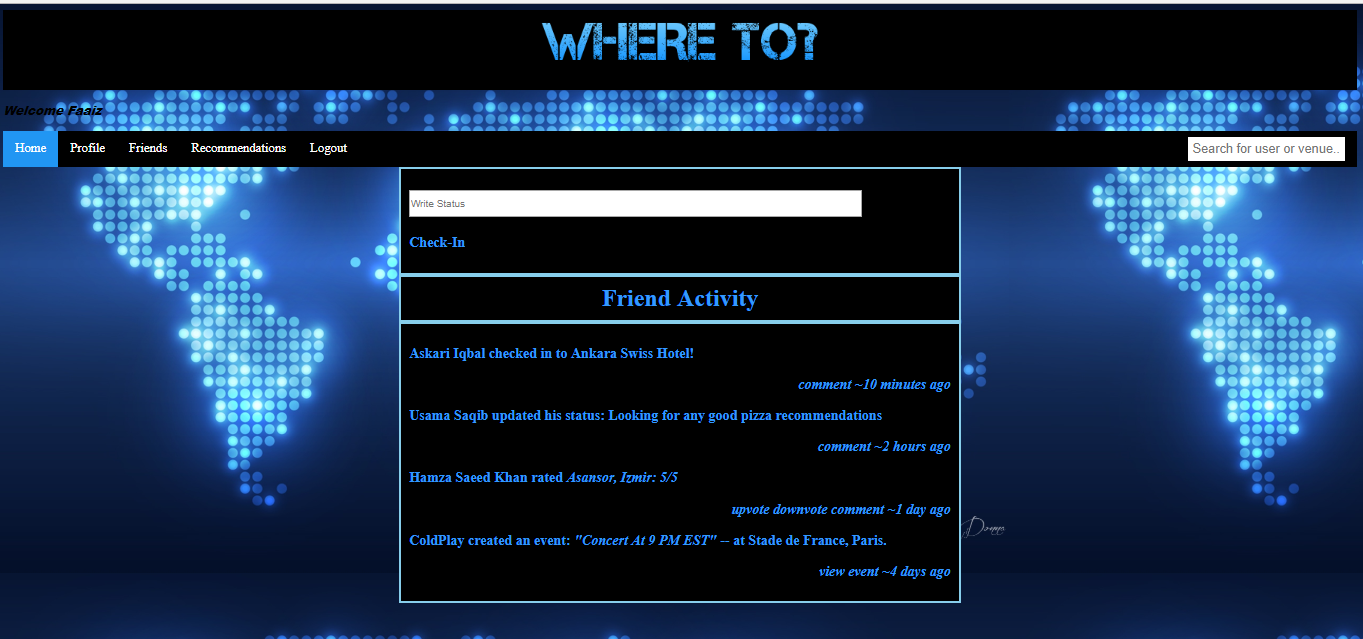 WHERE TO?
Welcome Faaiz
Home Profile Friends Recommendations Logout Search for user or venue..
Write Status
Check-In
Friend Activity
Askari Iqbal checked in to Ankara Swiss Hotel!
comment ~10 minutes ago
Usama Saqib updated his status: Looking for any good pizza recommendations
comment ~2 hours ago
Hamza Saeed Khan rated Asansor, Izmir: 5/5
upvote downvote comment ~1 day ago
ColdPlay created an event: "Concert At 9 PM EST" -- at Stade de France, Paris.
view event ~4 days ago